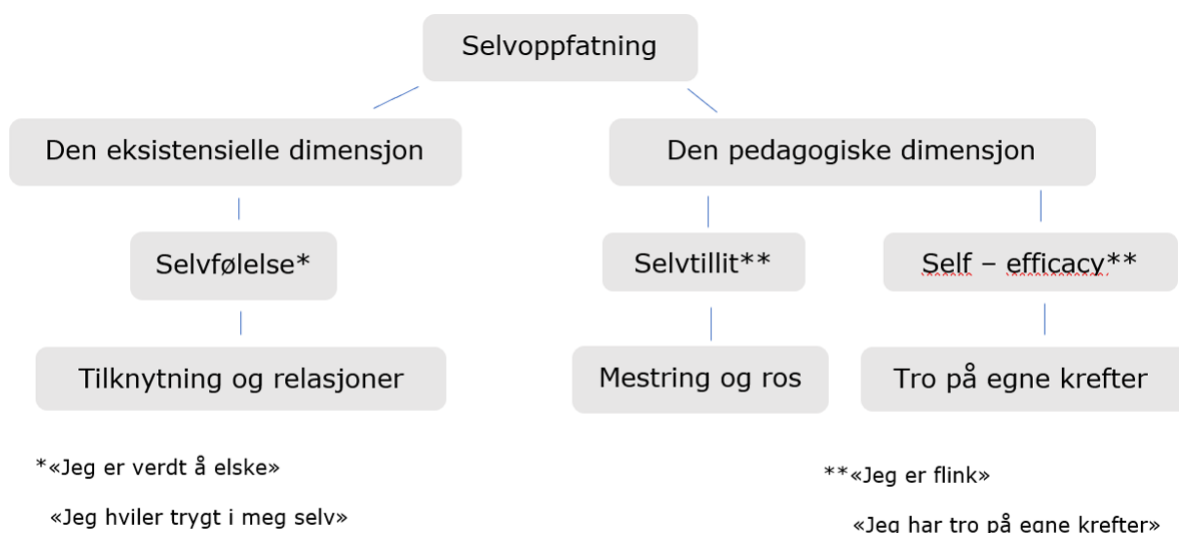 Selvoppfatning
Den eksistensielle dimensjon
Den pedagogiske dimensjon
Selvfølelse*
Selvtillit**
Self – efficacy**
Tilknytning og relasjoner
Mestring og ros
Tro på egne krefter
*«Jeg er verdt å elske»
«Jeg hviler trygt i meg selv»
**«Jeg er flink»
«Jeg har tro på egne krefter»